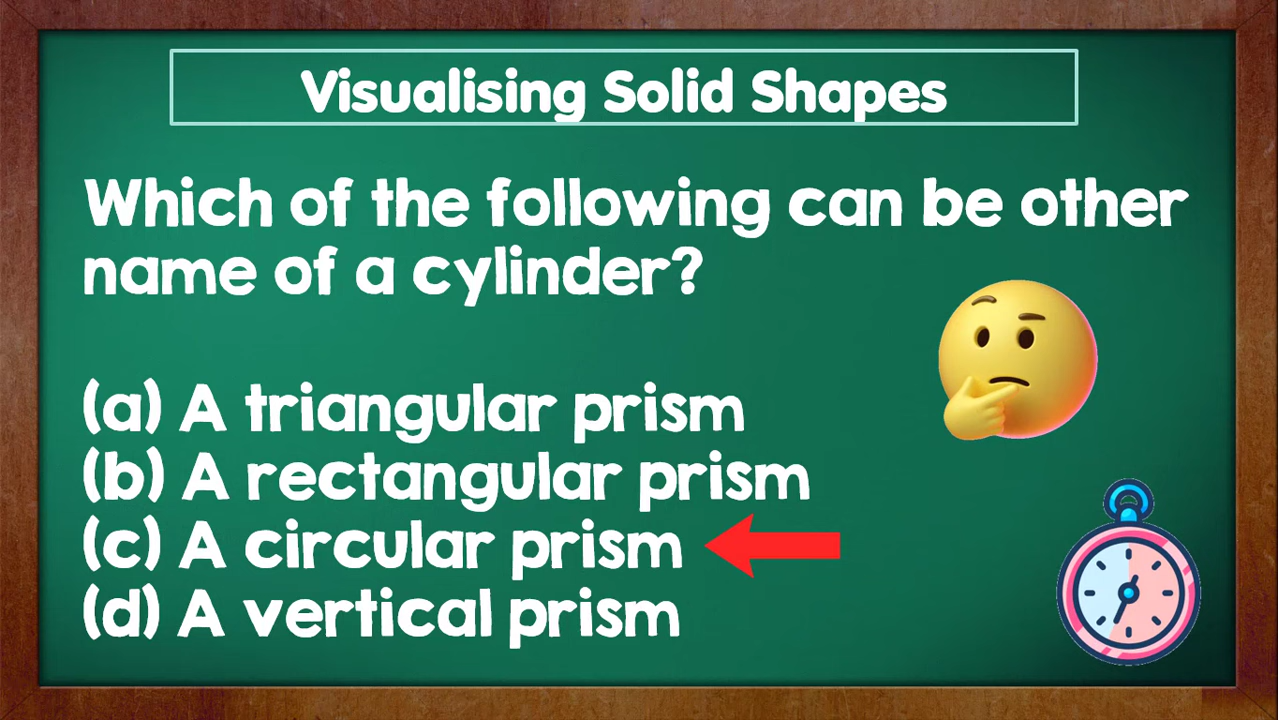 Visualising Solid Shapes
Which of the following can be other
name of a cylinder?
(a) A triangular prism
(b) A rectangular prism
(c) A circular prism
(d) A vertical prism